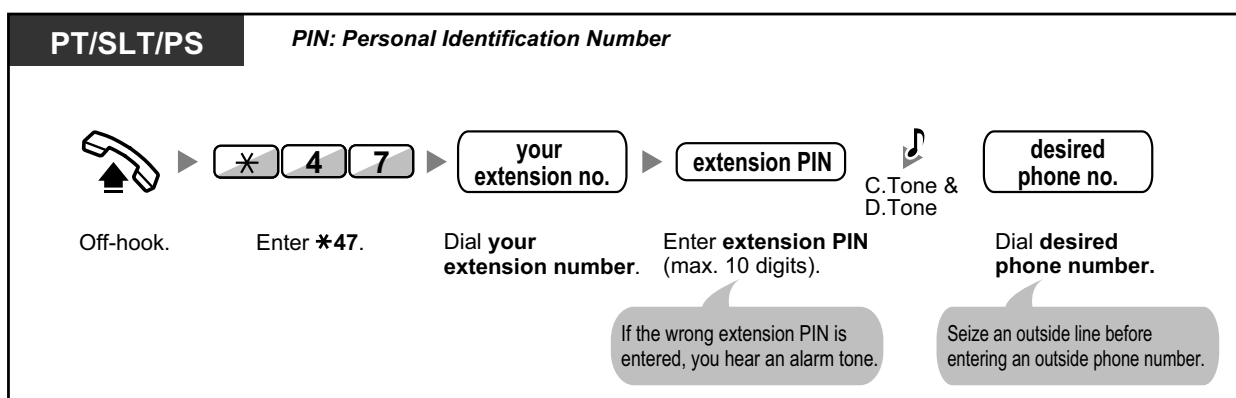 PT/SLT/PS
PIN: Personal Identification Number
* 4 7
your
extension no.
extension PIN
C.Tone &
D.Tone
desired
phone no.
Off-hook.
Enter *47.
Dial your
extension number.
Enter extension PIN
(max. 10 digits).
Dial desired
phone number.
If the wrong extension PIN is
entered, you hear an alarm tone.
Seize an outside line before
entering an outside phone number.